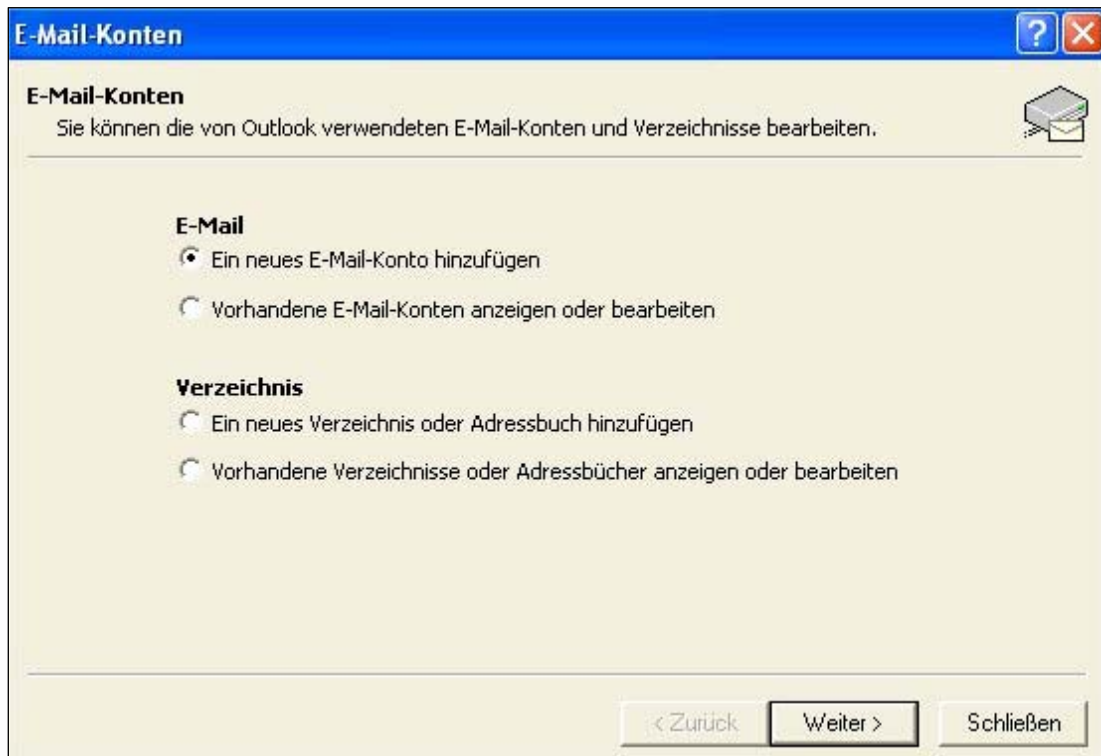 E-Mail-Konten
E-Mail-Konten
Sie können die von Outlook verwendeten E-Mail-Konten und Verzeichnisse bearbeiten.
E-Mail
Ein neues E-Mail-Konto hinzufügen
Vorhandene E-Mail-Konten anzeigen oder bearbeiten
Verzeichnis
Ein neues Verzeichnis oder Adressbuch hinzufügen
Vorhandene Verzeichnisse oder Adressbücher anzeigen oder bearbeiten
< Zurück Weiter > Schließen